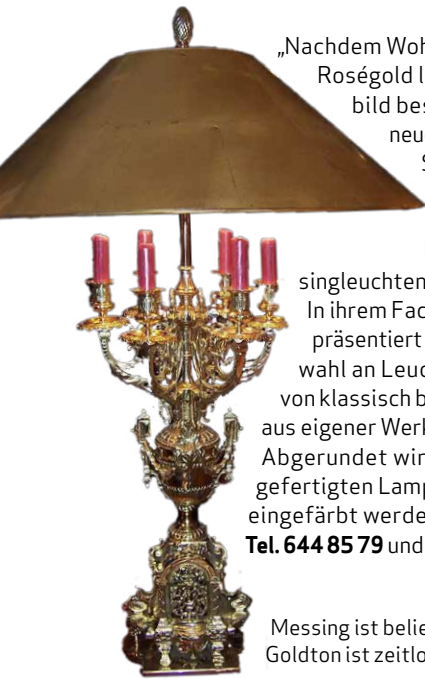 „Nachdem Woh
Roségold l
bild bes
neu
S
singleuchten
In ihrem Fac
präsentiert
wahl an Leuc
von klassisch b
aus eigener Werk
Abgerundet wir
gefertigten Lamp
eingefärbt werde
Tel. 644 85 79 und
Messing ist belie
Goldton ist zeitlo